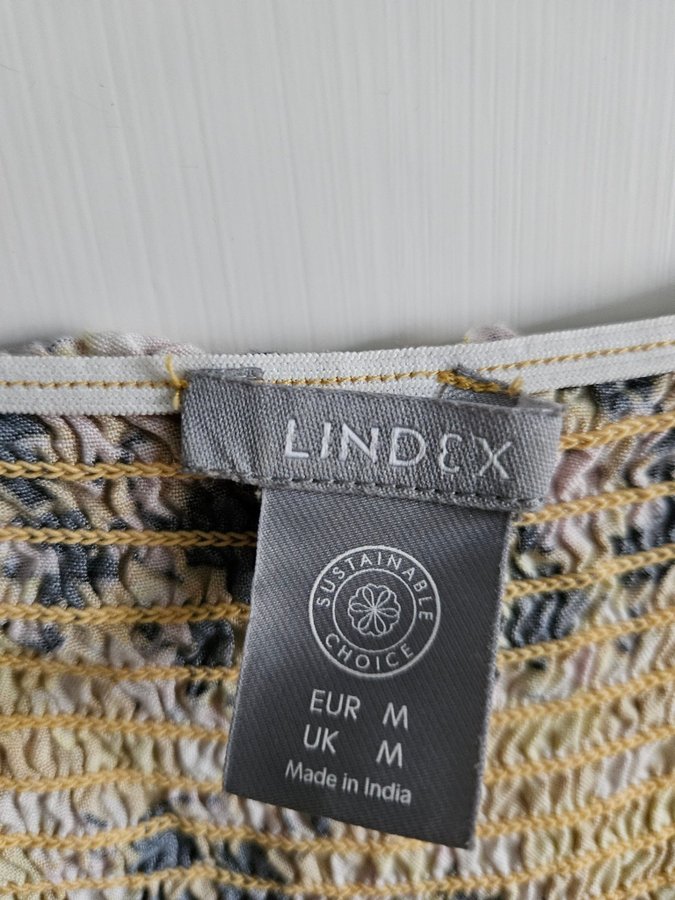 LINDEX
SUSTAINABLE
CHOICE
EUR M
UK M
Made in India